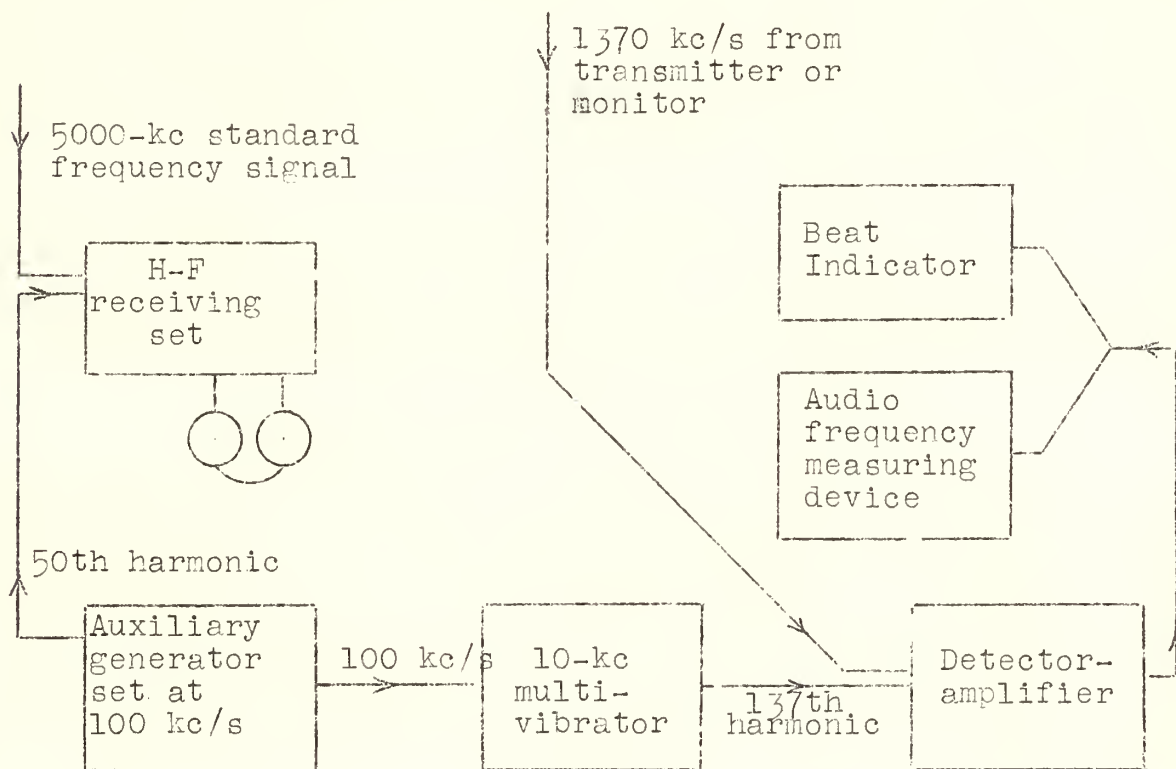 1370 kc/s from
transmitter or
monitor
5000-kc standard
frequency signal
H-F
receiving
set
Beat
Indicator
Audio
frequency
measuring
device
50th harmonic
Auxiliary
generator
set at
100 kc/s
100 kc/s
10-kc
multi-
vibrator
137th
harmonic
Detector-
amplifier